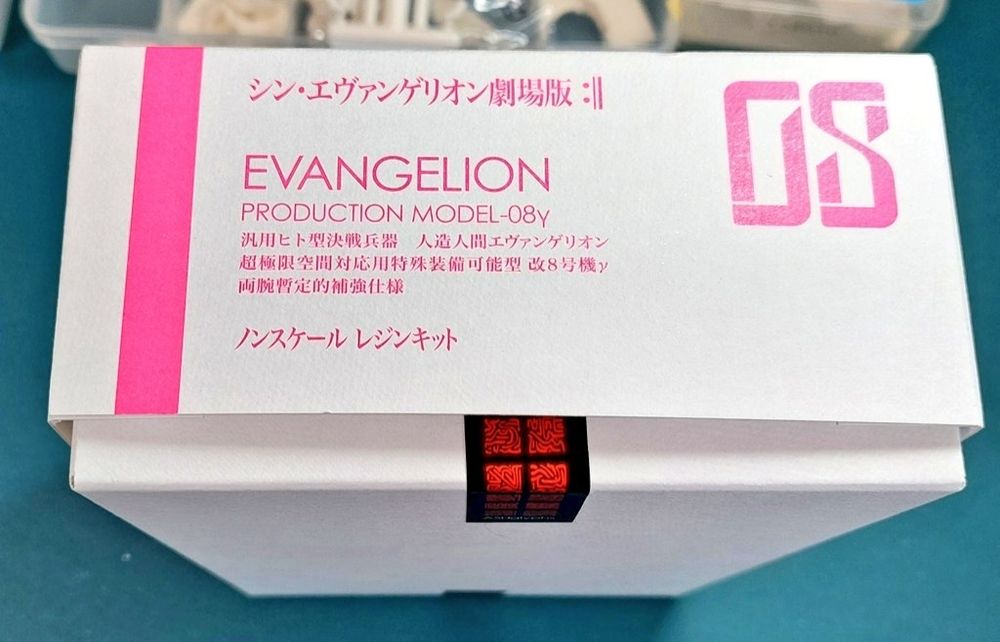 シン・エヴァンゲリオン劇場版:||
08
EVANGELION
PRODUCTION MODEL-08γ
汎用ヒト型決戦兵器 人造人間エヴァンゲリオン
超極限空間対応用特殊装備可能型 改8号機γ
両腕暫定的補強仕様
ノンスケール レジンキット